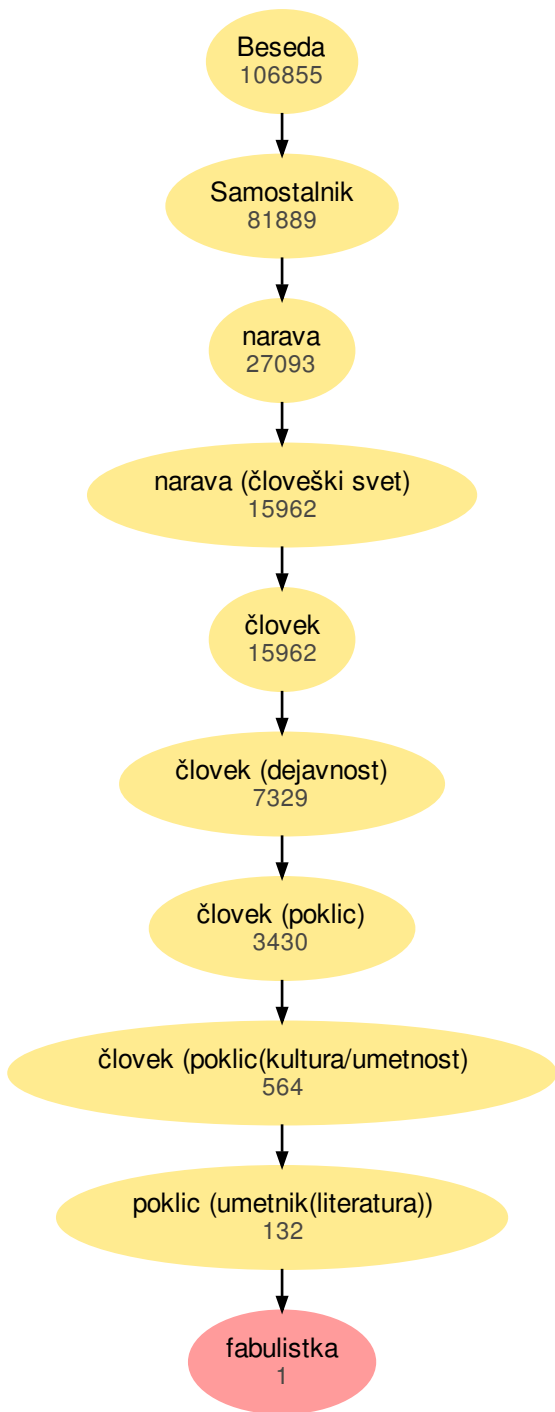 Beseda
106855
Samostalnik
81889
narava
27093
narava (človeški svet)
15962
človek
15962
človek (dejavnost)
7329
človek (poklic)
3430
človek (poklic(kultura/umetnost)
564
poklic (umetnik(literatura))
132
fabulistka
1